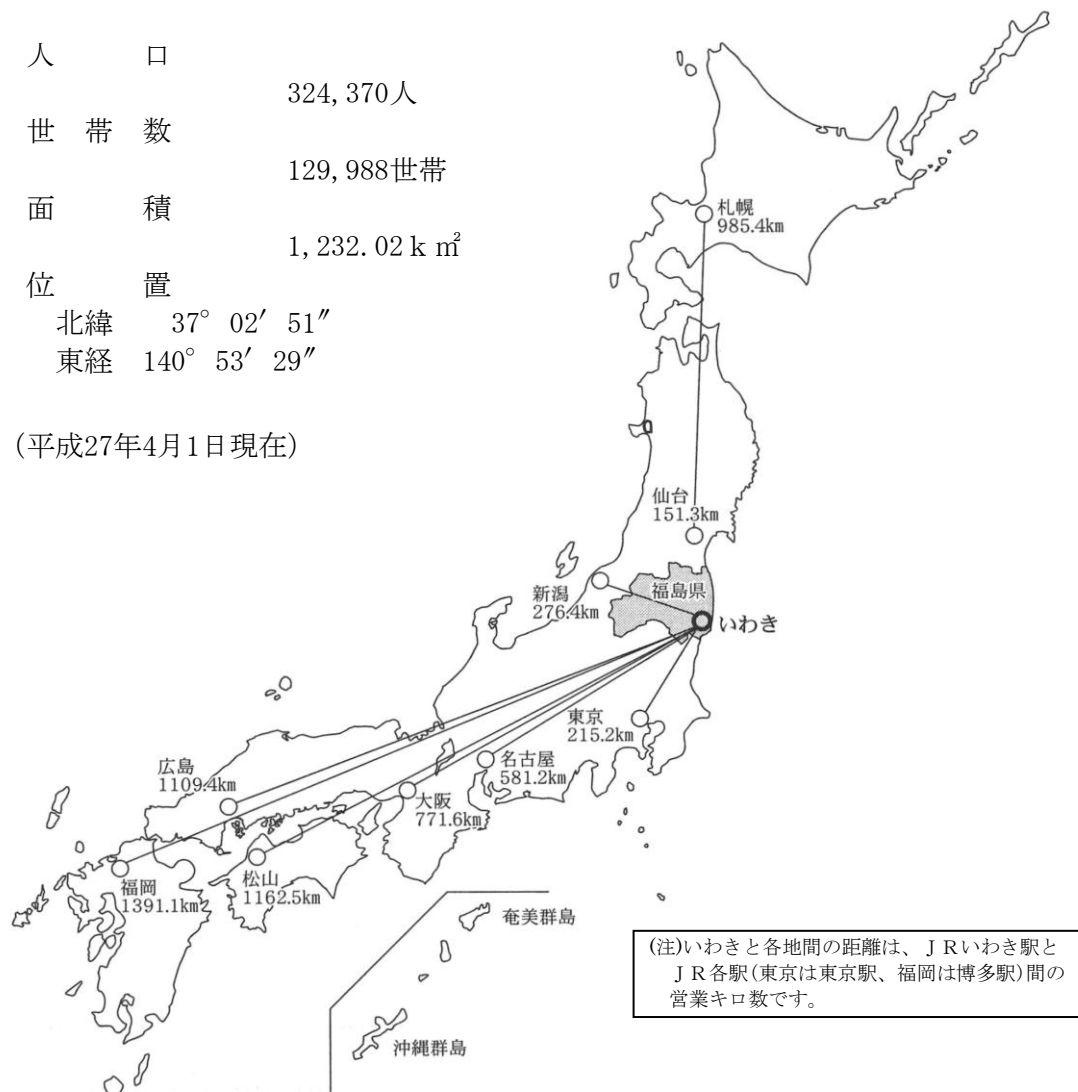 人口
324,370人
世帯数
129,988世帯
面積
1,232.02ｋ㎡
位置
北緯 37° 02′ 51″
東経 140° 53′ 29″
(平成27年4月1日現在)
札幌
985.4km
仙台
151.3km
新潟
276.4km
福島県
いわき
東京
215.2km
名古屋
581.2km
広島
1109.4km
大阪
771.6km
福岡
1391.1km
松山
1162.5km
奄美群島
沖縄群島
(注)いわきと各地間の距離は、ＪＲいわき駅と
ＪＲ各駅(東京は東京駅、福岡は博多駅)間の
営業キロ数です。